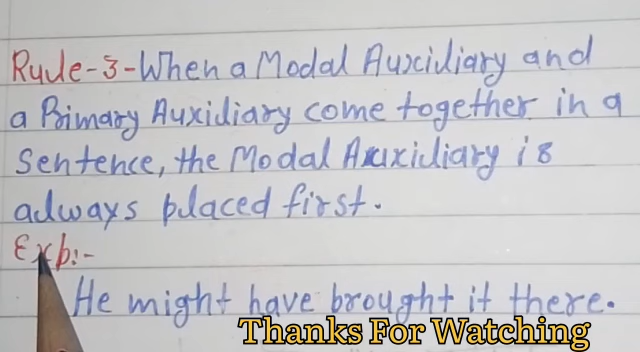 Rule-3-When a Modal Auxiliary and
a Primary Auxiliary come together in a
Sentence, the Modal Auxiliary is
always placed first.
Exp:-
He might have brought it there.
Thanks For Watching